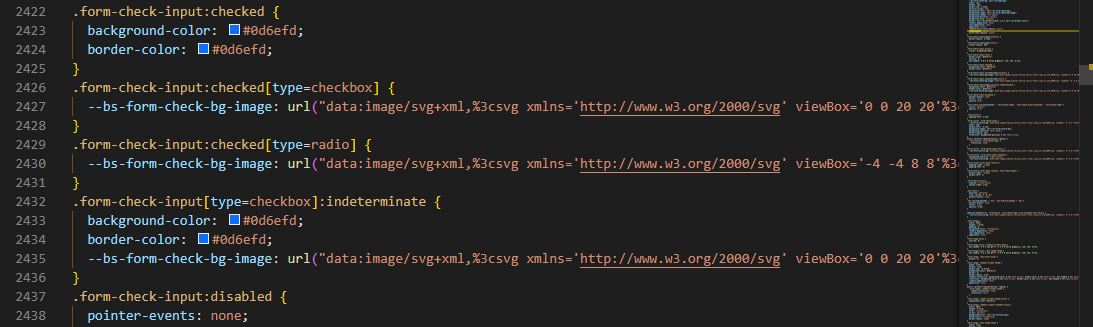 2422 .form-check-input:checked {
2423 background-color: #0d6efd;
2424 border-color: #0d6efd;
2425 }
2426 .form-check-input:checked[type=checkbox] {
2427 --bs-form-check-bg-image: url("data:image/svg+xml,%3csvg xmlns='http://www.w3.org/2000/svg' viewBox='0 0 20 20'%3c
2428 }
2429 .form-check-input:checked[type=radio] {
2430 --bs-form-check-bg-image: url("data:image/svg+xml,%3csvg xmlns='http://www.w3.org/2000/svg' viewBox='-4 -4 8 8'%3c
2431 }
2432 .form-check-input[type=checkbox]:indeterminate {
2433 background-color: #0d6efd;
2434 border-color: #0d6efd;
2435 --bs-form-check-bg-image: url("data:image/svg+xml,%3csvg xmlns='http://www.w3.org/2000/svg' viewBox='0 0 20 20'%3c
2436 }
2437 .form-check-input:disabled {
2438 pointer-events: none;